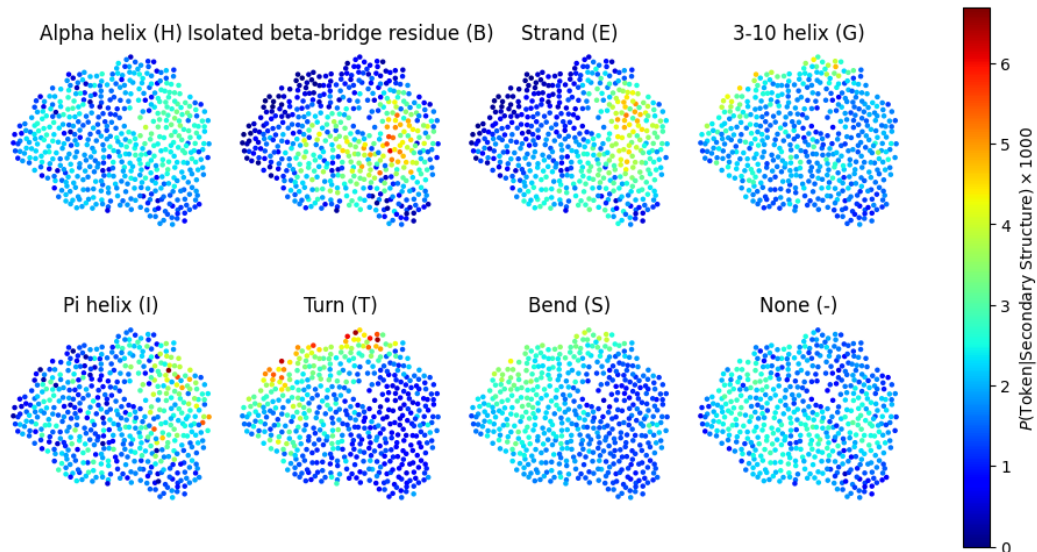 Alpha helix (H) Isolated beta-bridge residue (B) Strand (E) 3-10 helix (G)
Pi helix (I) Turn (T) Bend (S) None (-)
6
5
4
3
2
1
0
P(Token|Secondary Structure) × 1000